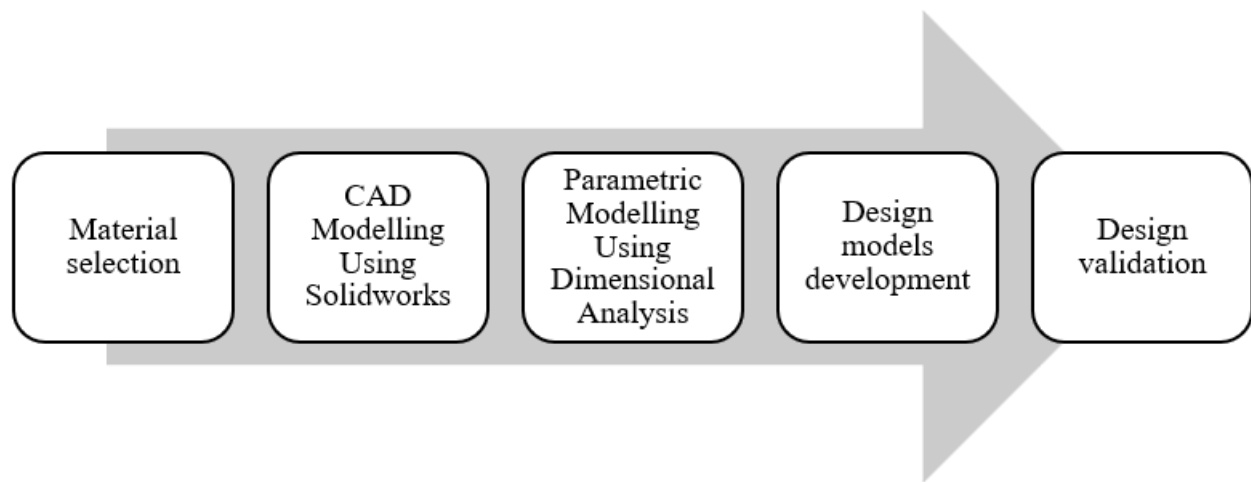 Material
selection
CAD
Modelling
Using
Solidworks
Parametric
Modelling
Using
Dimensional
Analysis
Design
models
development
Design
validation